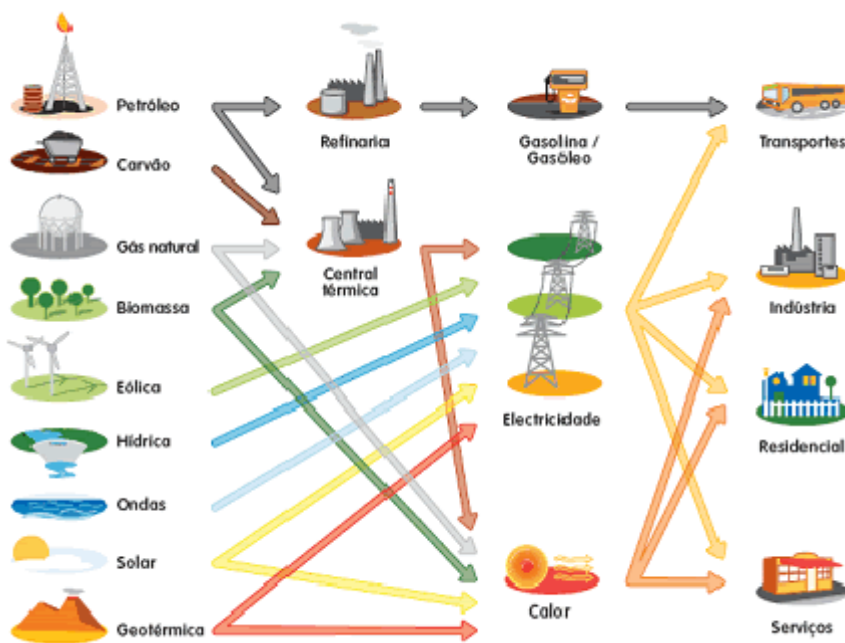 Petróleo
Refinaria
Gasolina /
Gasóleo
Transportes
Carvão
Gás natural
Central
térmica
Indústria
Biomassa
Eólica
Electricidade
Residencial
Hídrica
Ondas
Solar
Calor
Geotérmica
Serviços